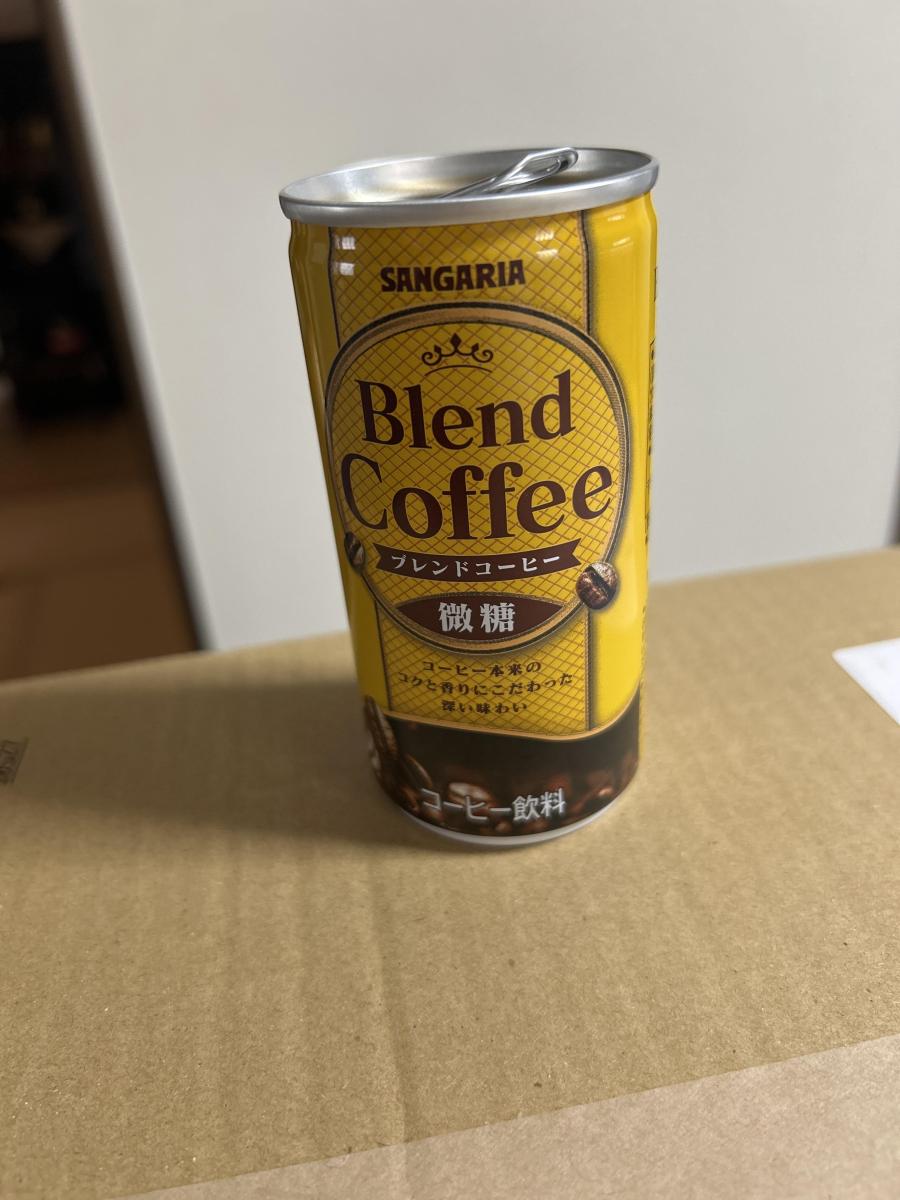 SANGARIA
Blend
Coffee
ブレンドコーヒー
微糖
コーヒー本来の
コクと香りにこだわった
深い味わい
コーヒー飲料